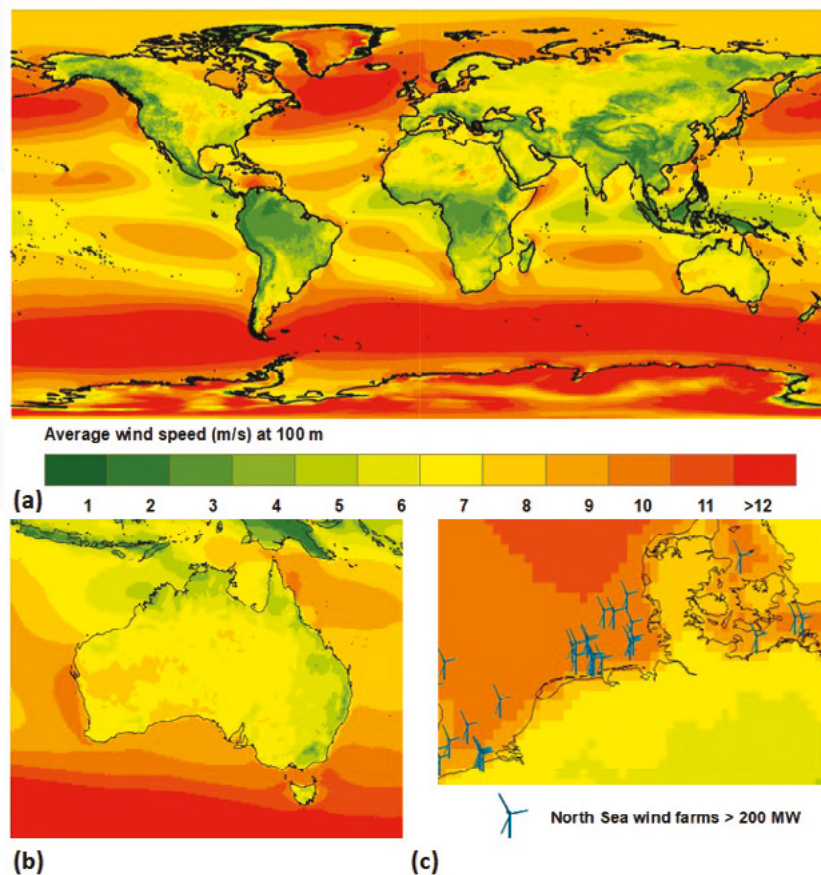 Average wind speed (m/s) at 100 m
(a) 1 2 3 4 5 6 7 8 9 10 11 >12
North Sea wind farms > 200 MW
(b) (c)